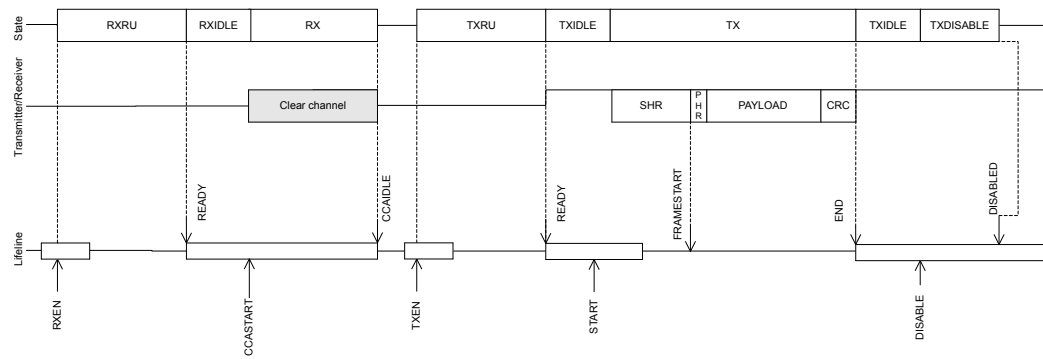 State
RXRU
RXIDLE
RX
TXRU
TXIDLE
TX
TXIDLE
TXDISABLE
Transmitter/Receiver
Clear channel
SHR
PHR
PAYLOAD
CRC
READY
CCAIDLE
READY
FRAMESTART
END
DISABLED
Lifeline
RXEN
CCASTART
TXEN
START
DISABLE